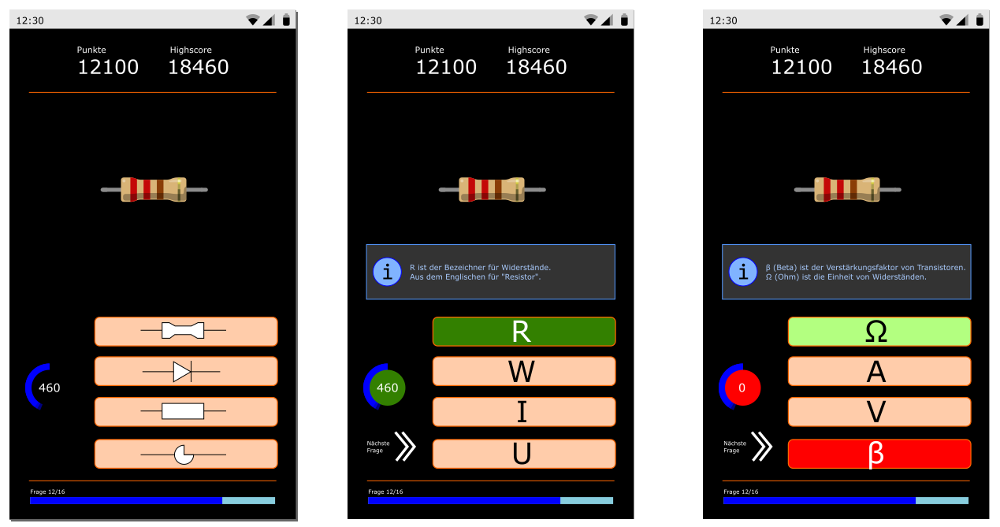 12:30
Punkte Highscore
12100 18460
460
Frage 12/16
12:30
Punkte Highscore
12100 18460
i
R ist der Bezeichner für Widerstände.
Aus dem Englischen für "Resistor".
R
W
460
I
Nächste
Frage
U
Frage 12/16
12:30
Punkte Highscore
12100 18460
i
β (Beta) ist der Verstärkungsfaktor von Transistoren.
Ω (Ohm) ist die Einheit von Widerständen.
Ω
A
0
V
Nächste
Frage
β
Frage 12/16